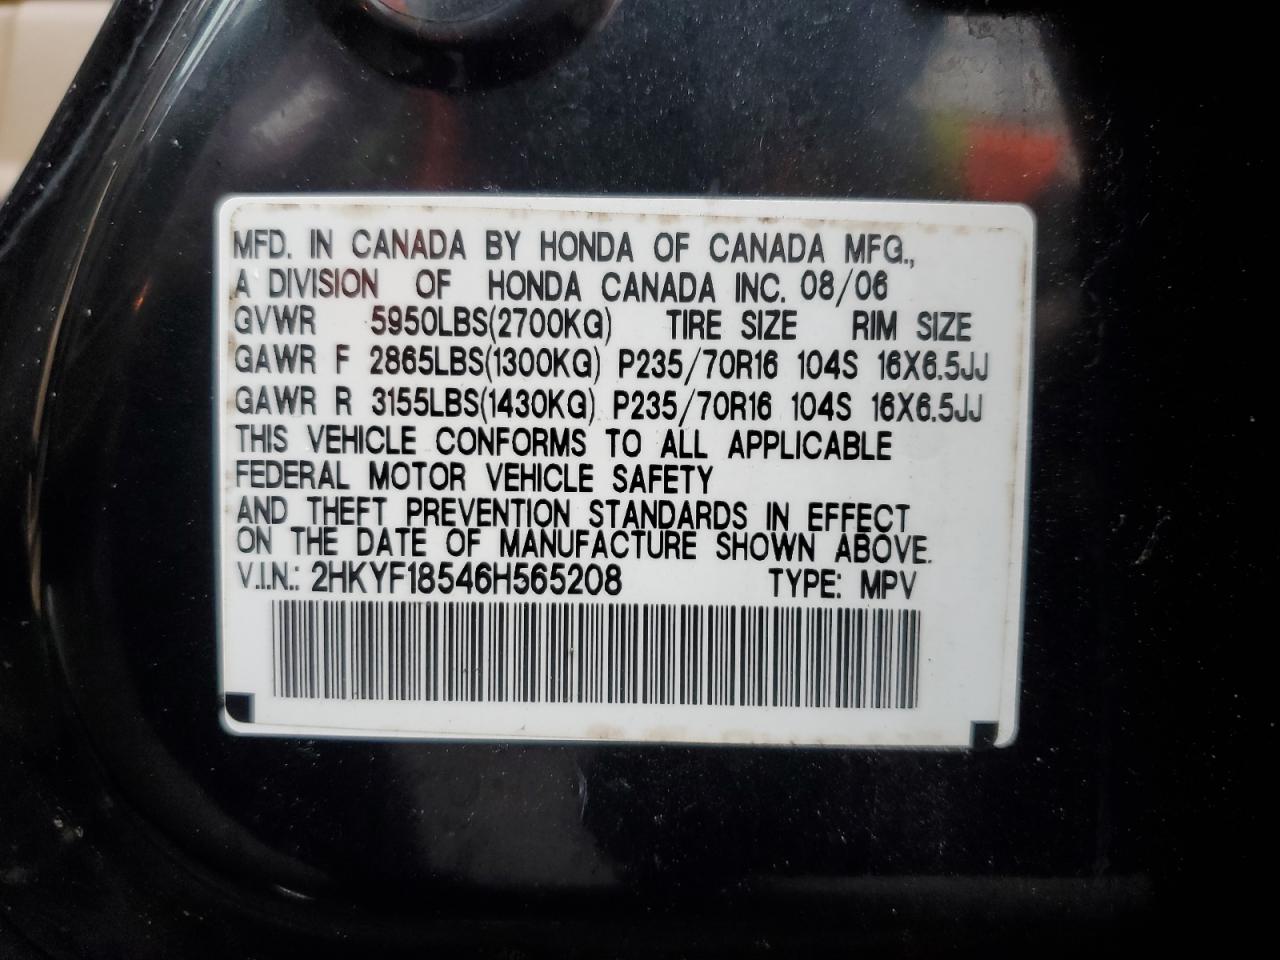 MFD. IN CANADA BY HONDA OF CANADA MFG.,
A DIVISION OF HONDA CANADA INC. 08/06
GVWR 5950LBS(2700KG) TIRE SIZE RIM SIZE
GAWR F 2865LBS(1300KG) P235/70R16 104S 16X6.5JJ
GAWR R 3155LBS(1430KG) P235/70R16 104S 16X6.5JJ
THIS VEHICLE CONFORMS TO ALL APPLICABLE
FEDERAL MOTOR VEHICLE SAFETY
AND THEFT PREVENTION STANDARDS IN EFFECT
ON THE DATE OF MANUFACTURE SHOWN ABOVE.
V.I.N.: 2HKYF18546H565208 TYPE: MPV